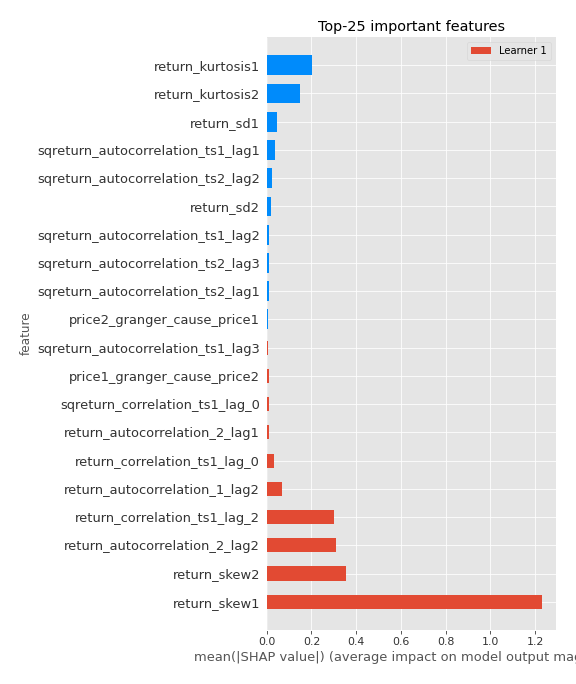 Top-25 important features
Learner 1
return_kurtosis1
return_kurtosis2
return_sd1
sqreturn_autocorrelation_ts1_lag1
sqreturn_autocorrelation_ts2_lag2
return_sd2
sqreturn_autocorrelation_ts1_lag2
sqreturn_autocorrelation_ts2_lag3
sqreturn_autocorrelation_ts2_lag1
price2_granger_cause_price1
sqreturn_autocorrelation_ts1_lag3
price1_granger_cause_price2
sqreturn_correlation_ts1_lag_0
return_autocorrelation_2_lag1
return_correlation_ts1_lag_0
return_autocorrelation_1_lag2
return_correlation_ts1_lag_2
return_autocorrelation_2_lag2
return_skew2
return_skew1
feature
0.0 0.2 0.4 0.6 0.8 1.0 1.2
mean(|SHAP value|) (average impact on model output mag